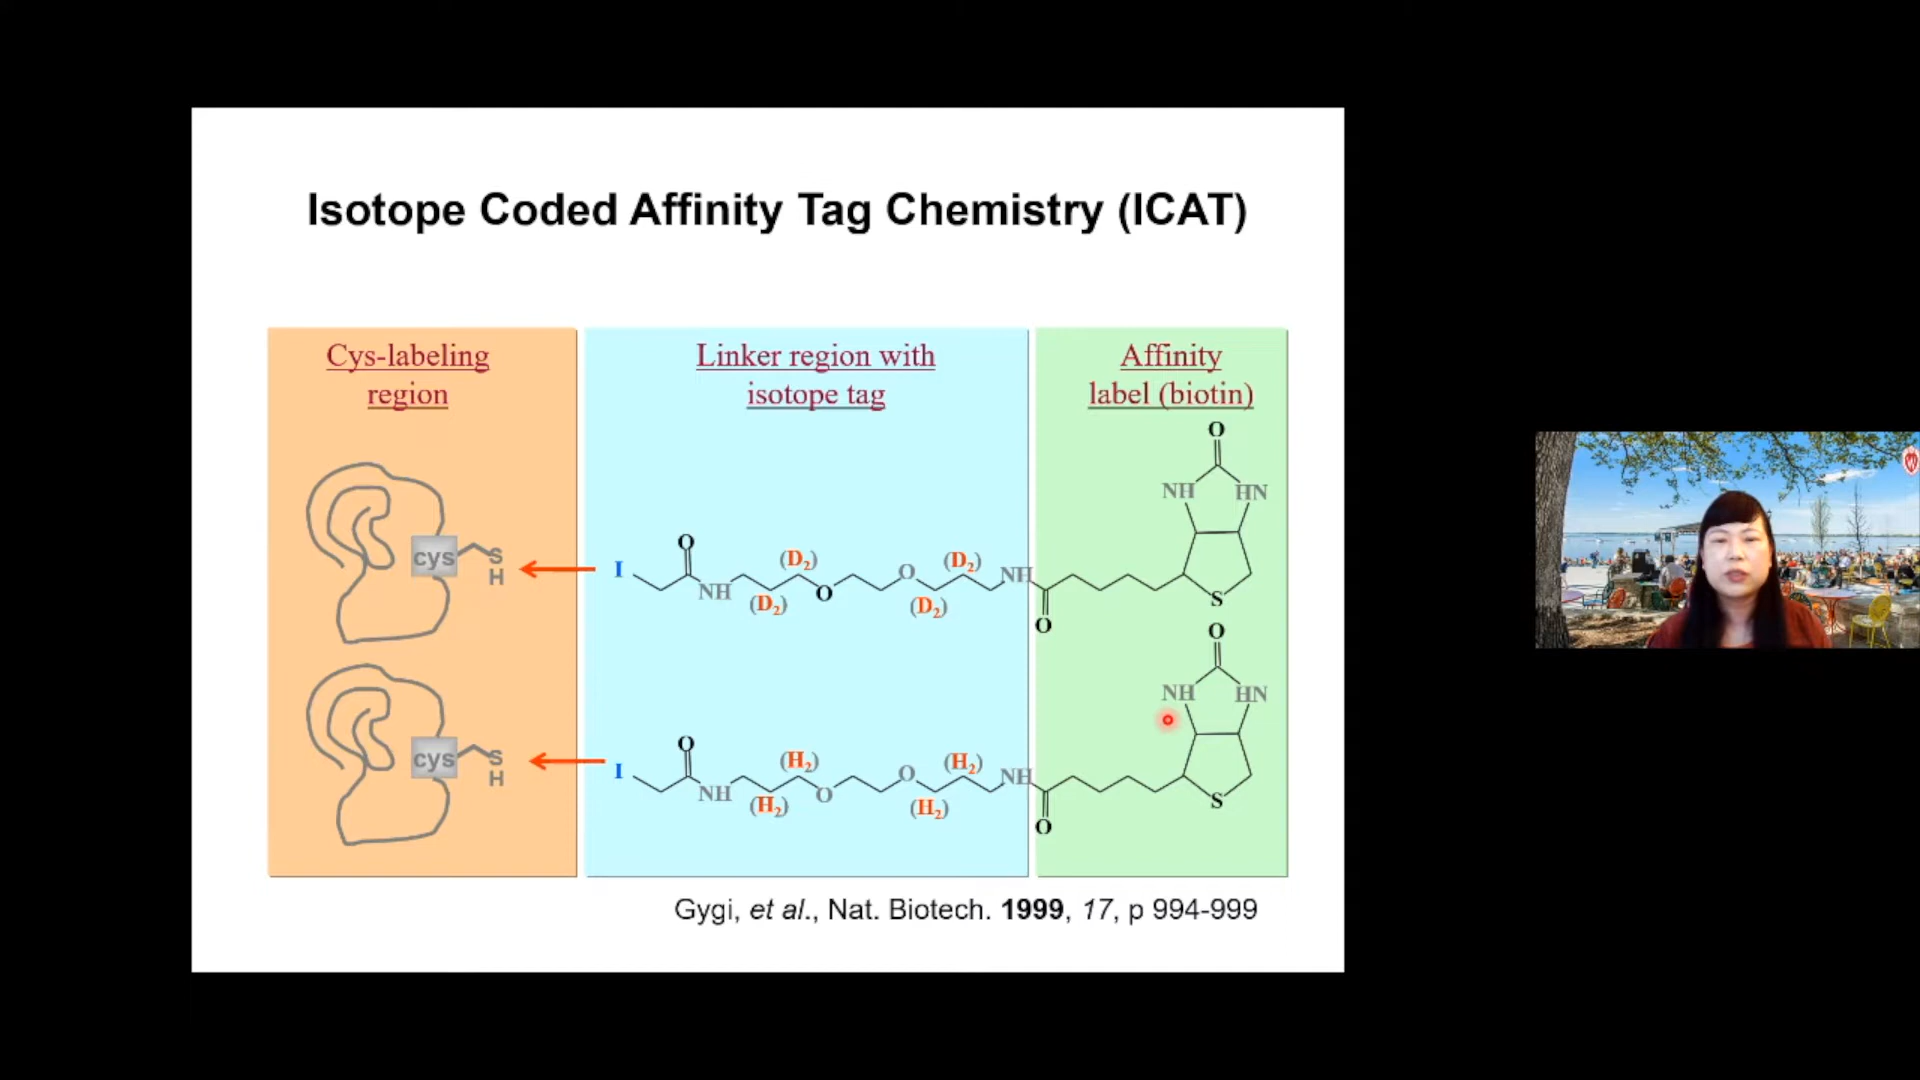 Isotope Coded Affinity Tag Chemistry (ICAT)
Cys-labeling
region
Linker region with
isotope tag
Affinity
label (biotin)
O
NH HN
cys S
H
I O NH (D₂) (D₂) O O (D₂) (D₂) NH O S
O
NH HN
cys S
H
I O NH (H₂) (H₂) O O (H₂) (H₂) NH O S
Gygi, et al., Nat. Biotech. 1999, 17, p 994-999